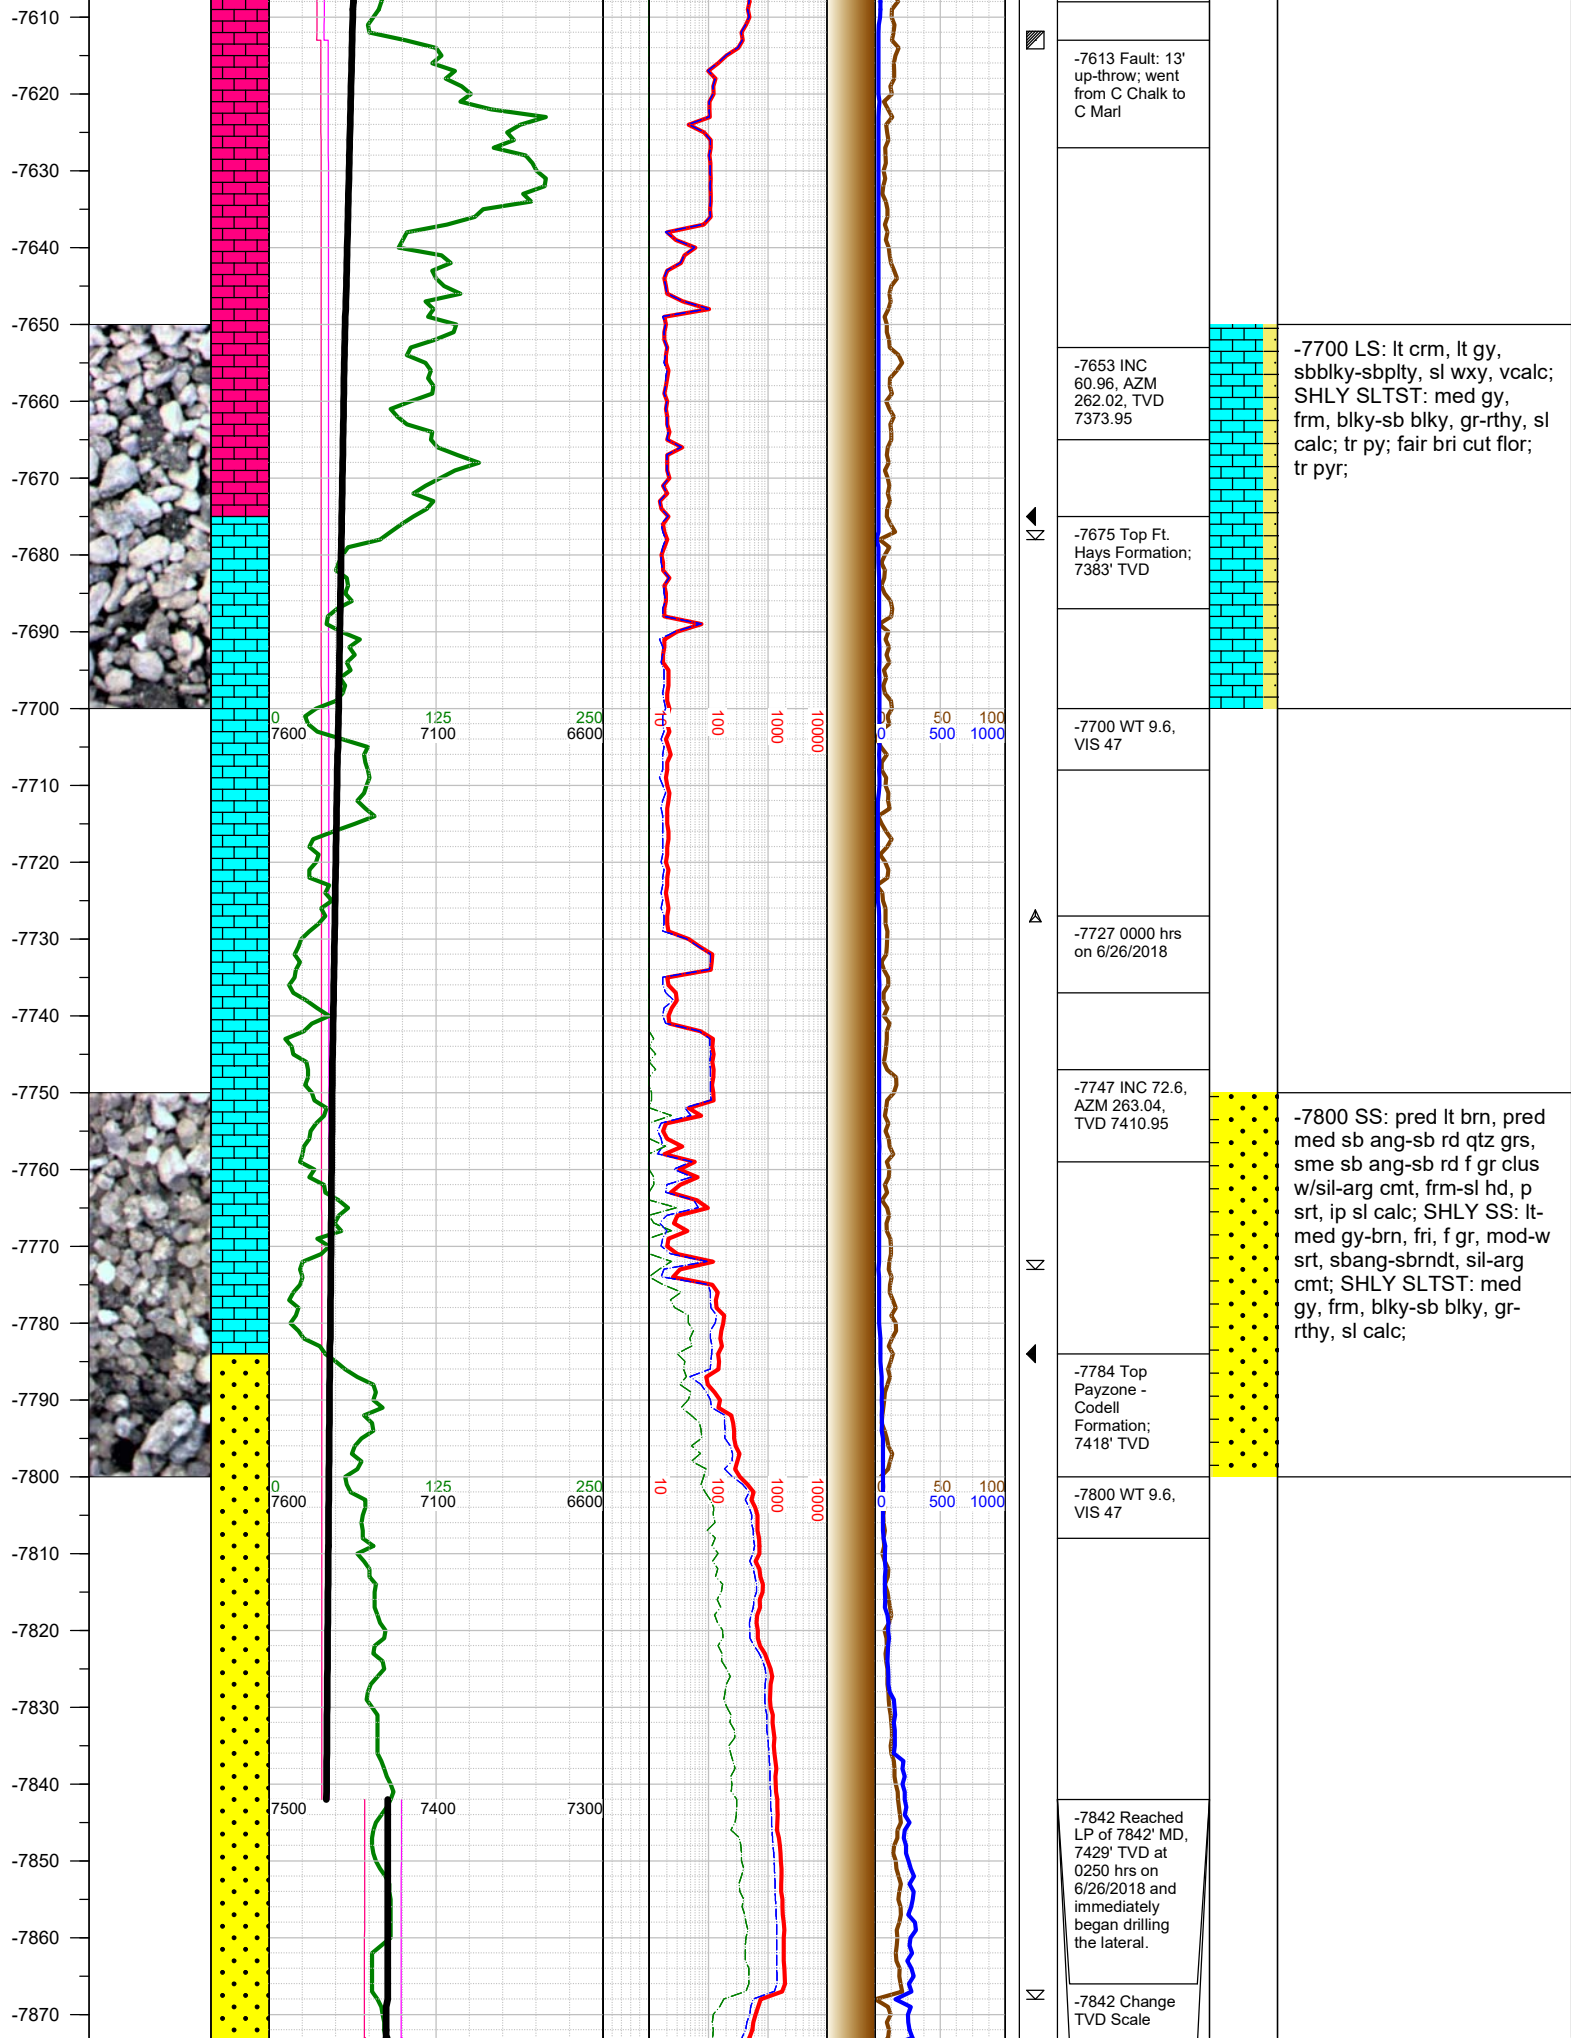 -7610
-7620
-7630
-7640
-7650
-7660
-7670
-7680
-7690
-7700
-7710
-7720
-7730
-7740
-7750
-7760
-7770
-7780
-7790
-7800
-7810
-7820
-7830
-7840
-7850
-7860
-7870
0 125 250
7600 7100 6600
10 100 1000 10000
0 50 100
0 500 1000
0 125 250
7600 7100 6600
10 100 1000 10000
50 100
0 500 1000
7500 7400 7300
-7613 Fault: 13'
up-throw; went
from C Chalk to
C Marl
-7653 INC
60.96, AZM
262.02, TVD
7373.95
-7675 Top Ft.
Hays Formation;
7383' TVD
-7700 WT 9.6,
VIS 47
-7727 0000 hrs
on 6/26/2018
-7747 INC 72.6,
AZM 263.04,
TVD 7410.95
-7784 Top
Payzone -
Codell
Formation;
7418' TVD
-7800 WT 9.6,
VIS 47
-7842 Reached
LP of 7842' MD,
7429' TVD at
0250 hrs on
6/26/2018 and
immediately
began drilling
the lateral.
-7842 Change
TVD Scale
-7700 LS: lt crm, lt gy,
sbblky-sbplty, sl wxy, vcalc;
SHLY SLTST: med gy,
frm, blky-sb blky, gr-rthy, sl
calc; tr py; fair bri cut flor;
tr pyr;
-7800 SS: pred lt brn, pred
med sb ang-sb rd qtz grs,
sme sb ang-sb rd f gr clus
w/sil-arg cmt, frm-sl hd, p
srt, ip sl calc; SHLY SS: lt-
med gy-brn, fri, f gr, mod-w
srt, sbang-sbrndt, sil-arg
cmt; SHLY SLTST: med
gy, frm, blky-sb blky, gr-
rthy, sl calc;